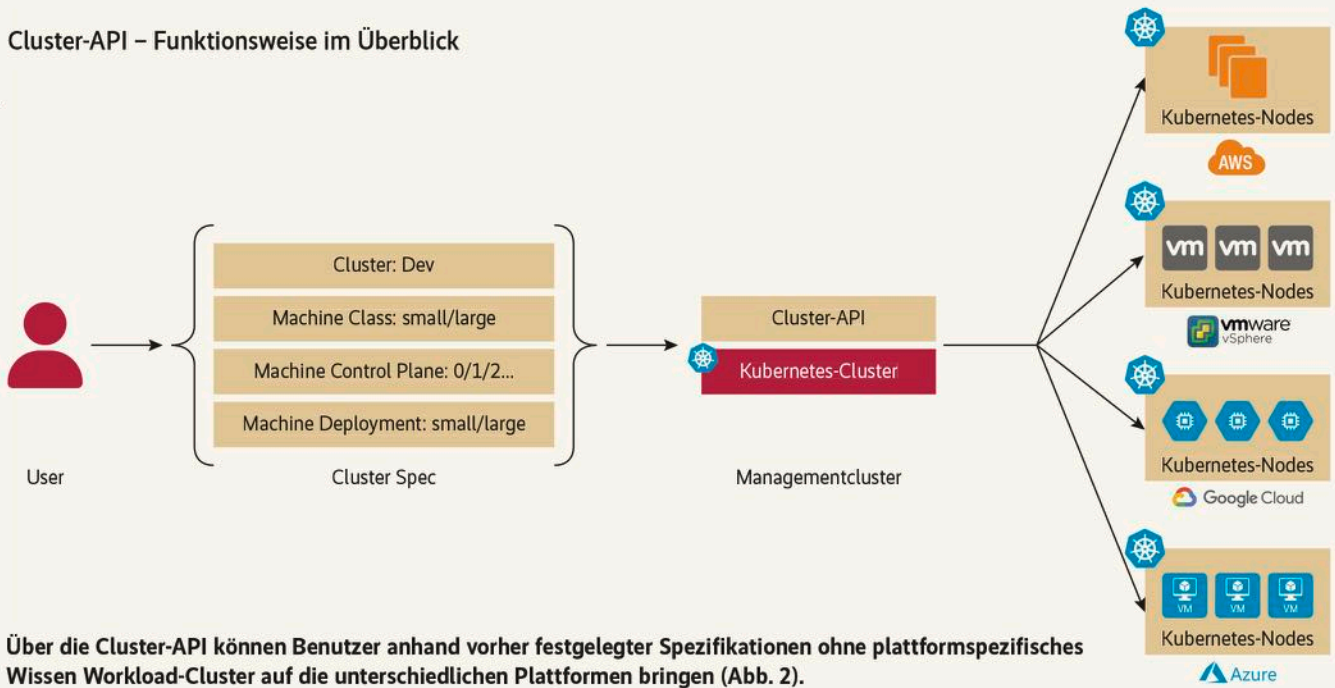 Cluster-API – Funktionsweise im Überblick
Kubernetes-Nodes
AWS
vm vm vm
Kubernetes-Nodes
vmware
vSphere
Cluster: Dev
Machine Class: small/large
Machine Control Plane: 0/1/2...
Machine Deployment: small/large
Cluster-API
Kubernetes-Cluster
Kubernetes-Nodes
Google Cloud
User
Cluster Spec
Managementcluster
VM VM VM
Kubernetes-Nodes
Azure
Über die Cluster-API können Benutzer anhand vorher festgelegter Spezifikationen ohne plattformspezifisches
Wissen Workload-Cluster auf die unterschiedlichen Plattformen bringen (Abb. 2).